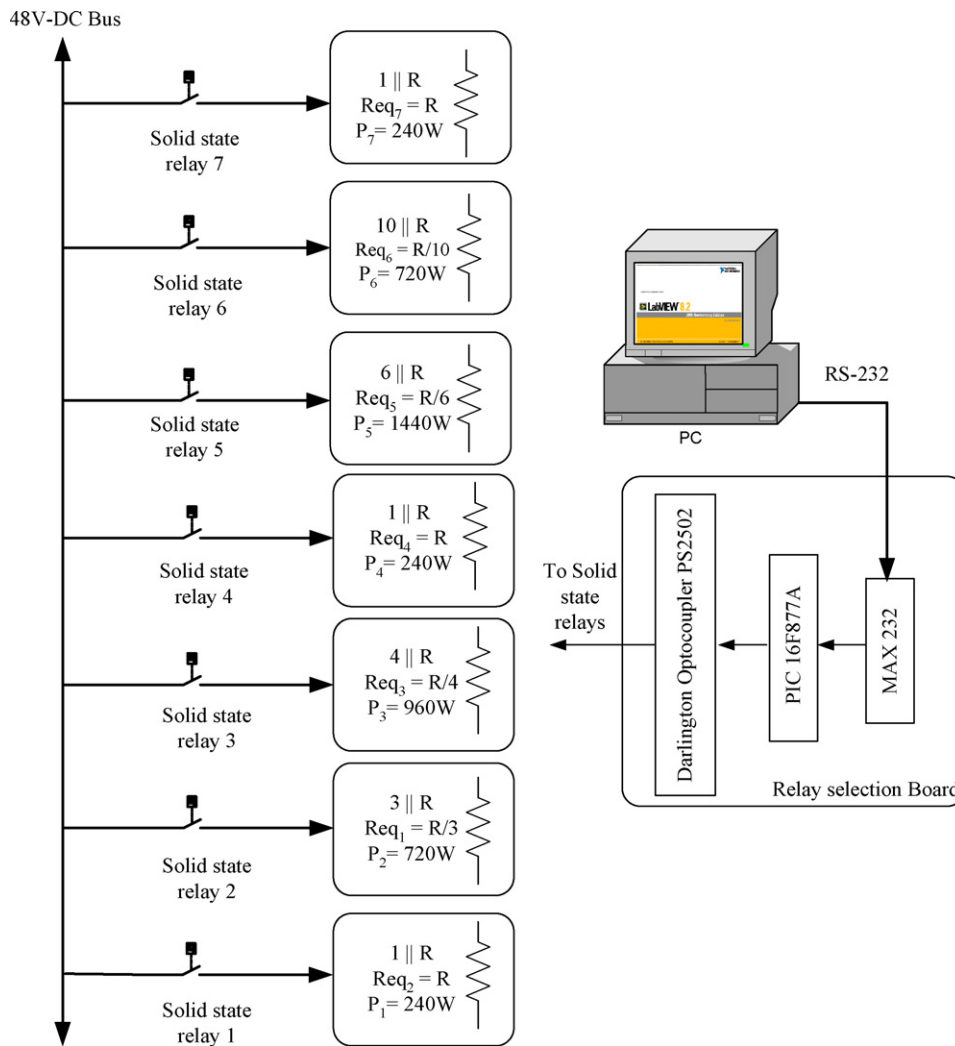 48V-DC Bus
1 || R
Req₇ = R
P₇= 240W
Solid state
relay 7
10 || R
Req₆ = R/10
P₆= 720W
Solid state
relay 6
6 || R
Req₅ = R/6
P₅= 1440W
Solid state
relay 5
1 || R
Req₄ = R
P₄= 240W
Solid state
relay 4
4 || R
Req₃ = R/4
P₃= 960W
Solid state
relay 3
3 || R
Req₁ = R/3
P₂= 720W
Solid state
relay 2
1 || R
Req₂ = R
P₁= 240W
Solid state
relay 1
LabVIEW 8.2
PC
RS-232
To Solid
state
relays
Darlington Optocoupler PS2502
PIC 16F877A
MAX 232
Relay selection Board